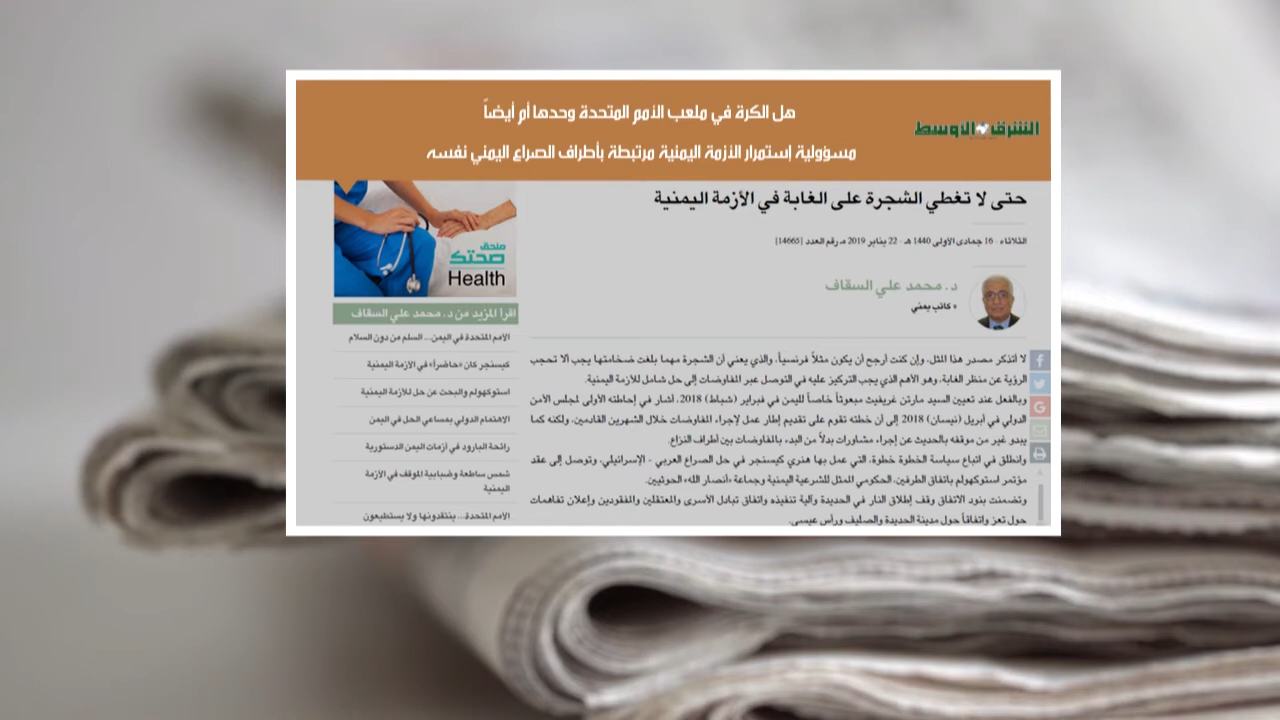 هل الكرة في ملعب الأمم المتحدة وحدها أم أيضاً
مسؤولية إستمرار الأزمة اليمنية مرتبطة بأطراف الصراع اليمني نفسه
الشرق الأوسط
حتى لا تغطي الشجرة على الغابة في الأزمة اليمنية
الثلاثاء - 16 جمادى الأولى 1440 هـ - 22 يناير 2019 مـ رقم العدد [14665]
د. محمد علي السقاف
* كاتب يمني
لا أتذكر مصدر هذا المثل، وإن كنت أرجح أن يكون مثلاً فرنسياً، والذي يعني أن الشجرة مهما بلغت ضخامتها يجب ألا تحجب
الرؤية عن منظر الغابة، وهو الأهم الذي يجب التركيز عليه في التوصل عبر المفاوضات إلى حل شامل للأزمة اليمنية.
وبالفعل عند تعيين السيد مارتن غريفيث مبعوثاً خاصاً لليمن في فبراير (شباط) 2018، أشار في إحاطته الأولى لمجلس الأمن
الدولي في أبريل (نيسان) 2018 إلى أن خطته تقوم على تقديم إطار عمل لإجراء المفاوضات خلال الشهرين القادمين، ولكنه كما
يبدو غير من موقفه بالحديث عن إجراء مشاورات بدلاً من البدء بالمفاوضات بين أطراف النزاع.
وانطلق في اتباع سياسة الخطوة خطوة، التي عمل بها هنري كيسنجر في حل الصراع العربي - الإسرائيلي، وتوصل إلى عقد
مؤتمر استوكهولم باتفاق الطرفين، الحكومي الممثل للشرعية اليمنية وجماعة «أنصار الله» الحوثيين.
وتضمنت بنود الاتفاق وقف إطلاق النار في الحديدة وآلية تنفيذه واتفاق تبادل الأسرى والمعتقلين والمفقودين وإعلان تفاهمات
حول تعز واتفاقاً حول مدينة الحديدة والصليف ورأس عيسى.
ملحق
صحتك
Health
اقرأ المزيد من د. محمد علي السقاف
الأمم المتحدة في اليمن... السلم من دون السلام
كيسنجر كان «حاضراً» في الأزمة اليمنية
استوكهولم والبحث عن حل للأزمة اليمنية
الاهتمام الدولي بمساعي الحل في اليمن
رائحة البارود في أزمات اليمن الدستورية
شمس ساطعة وضبابية الموقف في الأزمة
اليمنية
الأمم المتحدة... ينتقدونها ولا يستطيعون